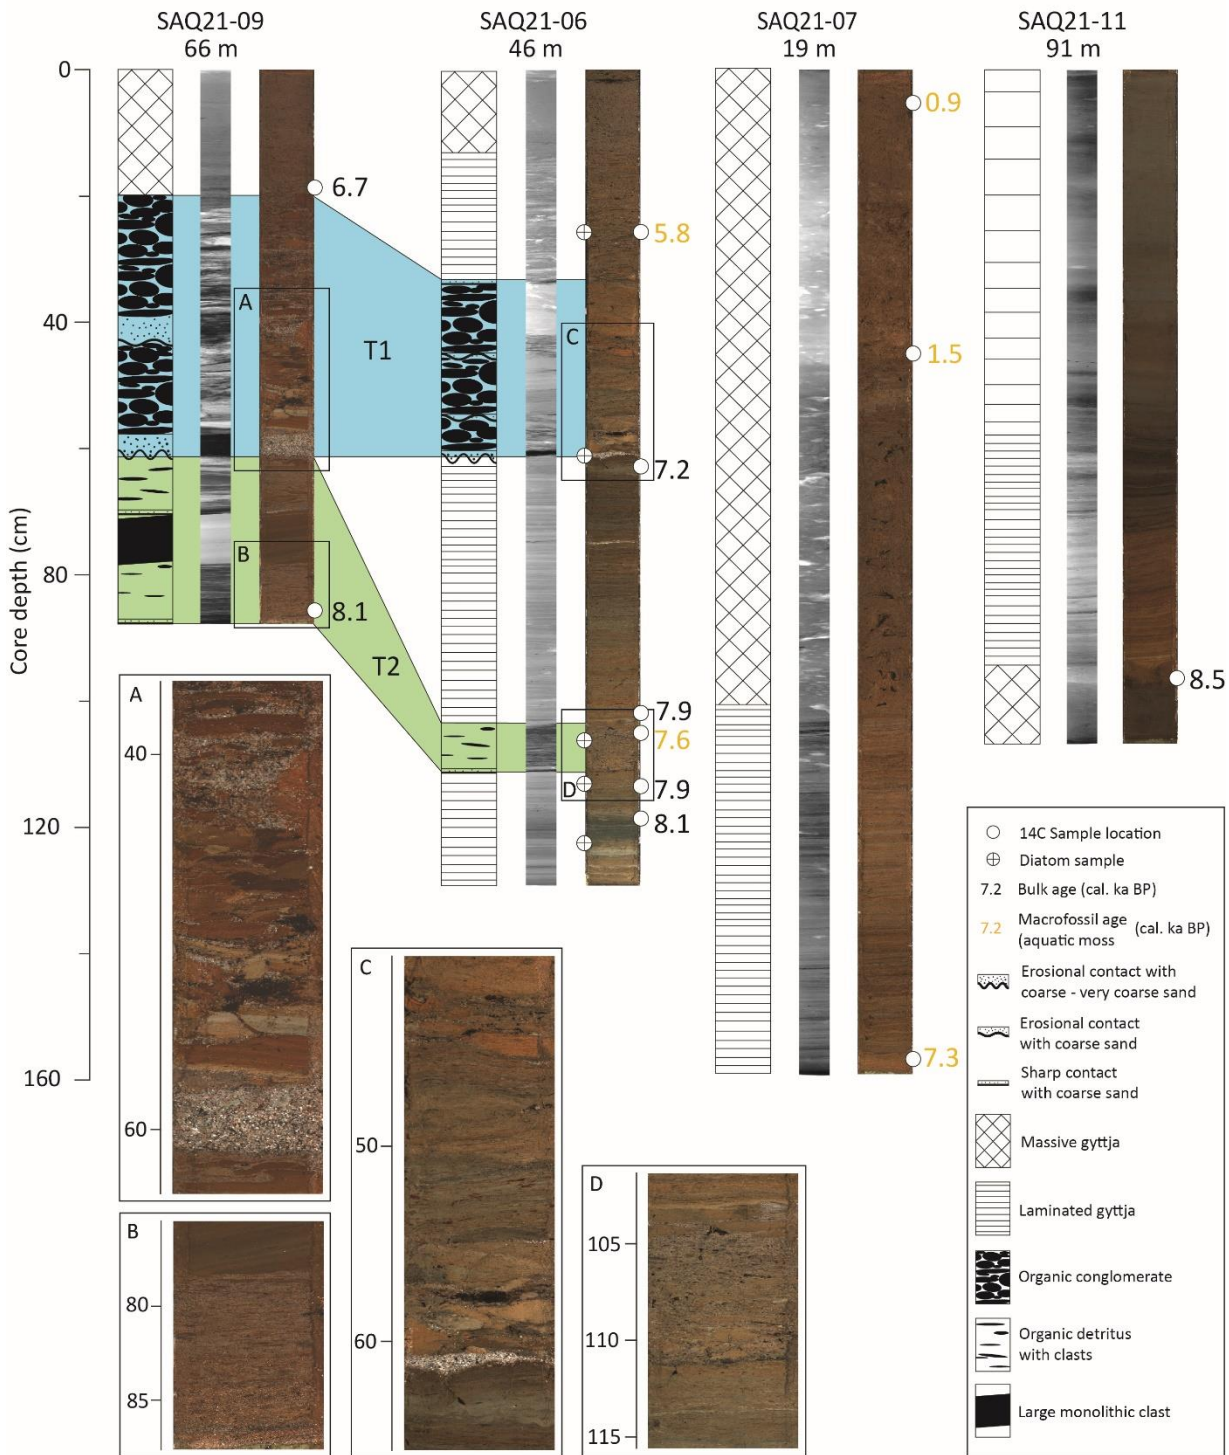 SAQ21-09
66 m
SAQ21-06
46 m
SAQ21-07
19 m
SAQ21-11
91 m
Core depth (cm)
0
40
80
120
160
6.7
8.1
A
B
T1
T2
5.8
7.2
7.9
7.6
7.9
8.1
C
D
0.9
1.5
7.3
8.5
A
40
60
B
80
85
C
50
60
D
105
110
115
14C Sample location
Diatom sample
7.2 Bulk age (cal. ka BP)
7.2 Macrofossil age (cal. ka BP)
(aquatic moss
Erosional contact with
coarse - very coarse sand
Erosional contact
with coarse sand
Sharp contact
with coarse sand
Massive gyttja
Laminated gyttja
Organic conglomerate
Organic detritus
with clasts
Large monolithic clast